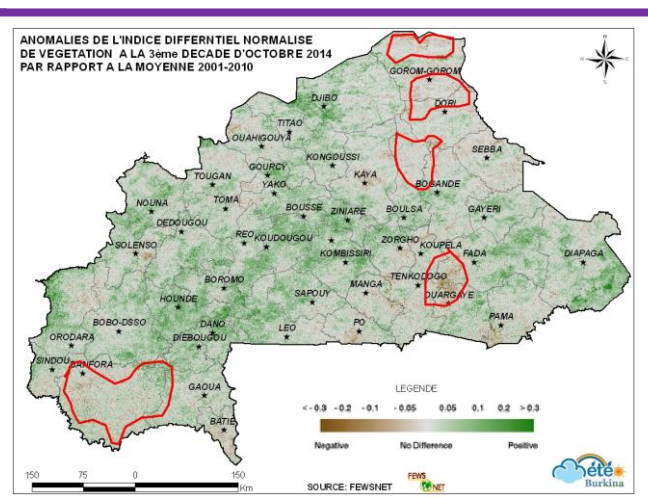 ANOMALIES DE L'INDICE DIFFERNTIEL NORMALISE
DE VEGETATION A LA 3ème DECADE D'OCTOBRE 2014
PAR RAPPORT A LA MOYENNE 2001-2010
GOROM-GOROM
DJIBO
DORI
TITAO
OUAHIGOUYA
SEBBA
KONGOUSSI
GOURCY
KAYA
TOUGAN
YAKO
BOGANDE
NOUNA
TOMA
BOUSSE
ZINIARE
BOULSA
GAYERI
DEDOUGOU
REO
KOUDOUGOU
ZORGHO
KOUPELA
SOLENSO
KOMBISSIRI
FADA
DIAPAGA
BOROMO
TENKODOGO
MANGA
HOUNDE
SAPOUY
OUARGAYE
BOBO-DSSO
DANO
LEO
PO
PAMA
ORODARA
DIEBOUGOU
SINDOU
BANFORA
GAOUA
BATIE
LEGENDE
< - 0.3 - 0.2 - 0.1 - 0.05 0.05 0.1 0.2 > 0.3
Negative No Difference Positive
150 75 0 150
Km
SOURCE: FEWSNET
FEWS
NET
météo
Burkina